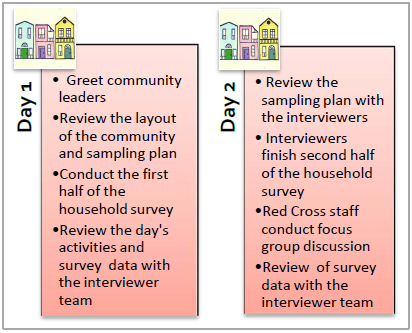 Day 1
• Greet community
leaders
•Review the layout
of the community
and sampling plan
•Conduct the first
half of the
household survey
•Review the day's
activities and
survey data with
the interviewer
team
Day 2
• Review the
sampling plan with
the interviewers
• Interviewers
finish second half
of the household
survey
•Red Cross staff
conduct focus
group discussion
•Review of survey
data with the
interviewer team